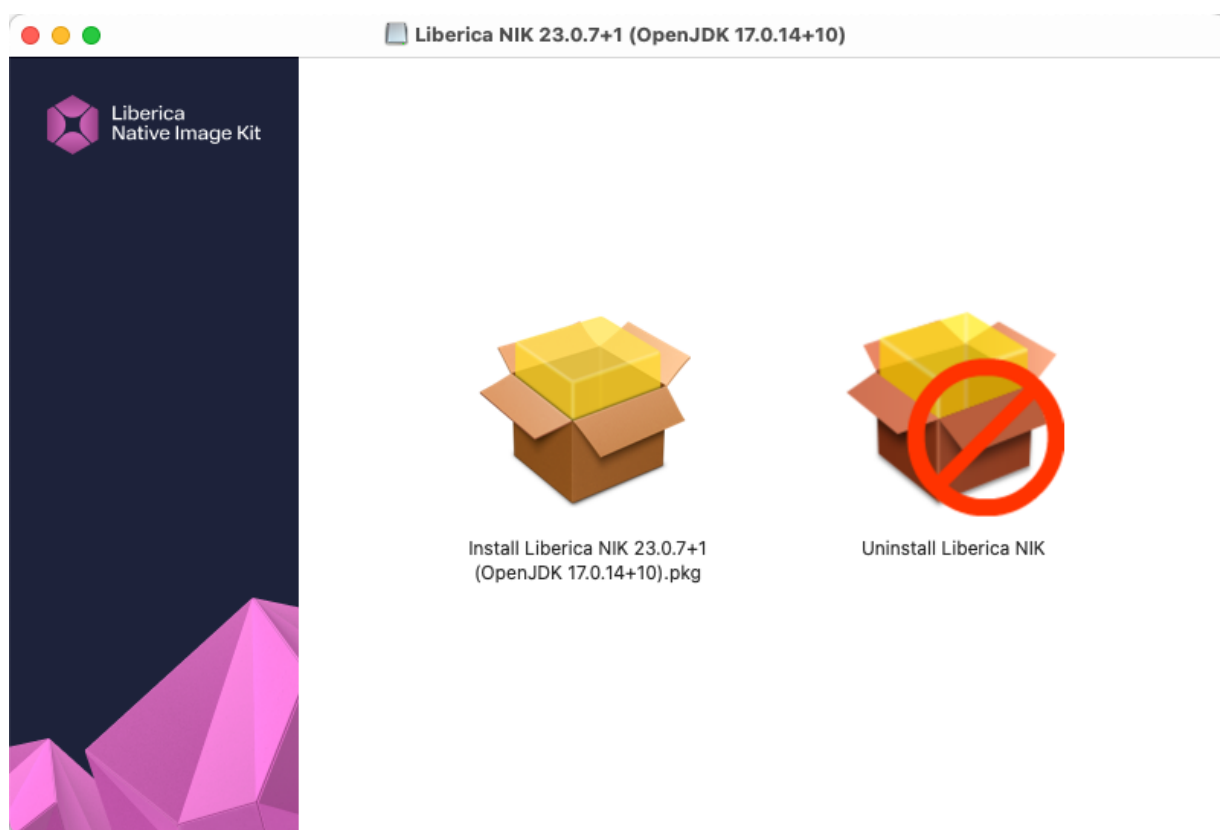 Liberica NIK 23.0.7+1 (OpenJDK 17.0.14+10)
Liberica
Native Image Kit
Install Liberica NIK 23.0.7+1
(OpenJDK 17.0.14+10).pkg
Uninstall Liberica NIK